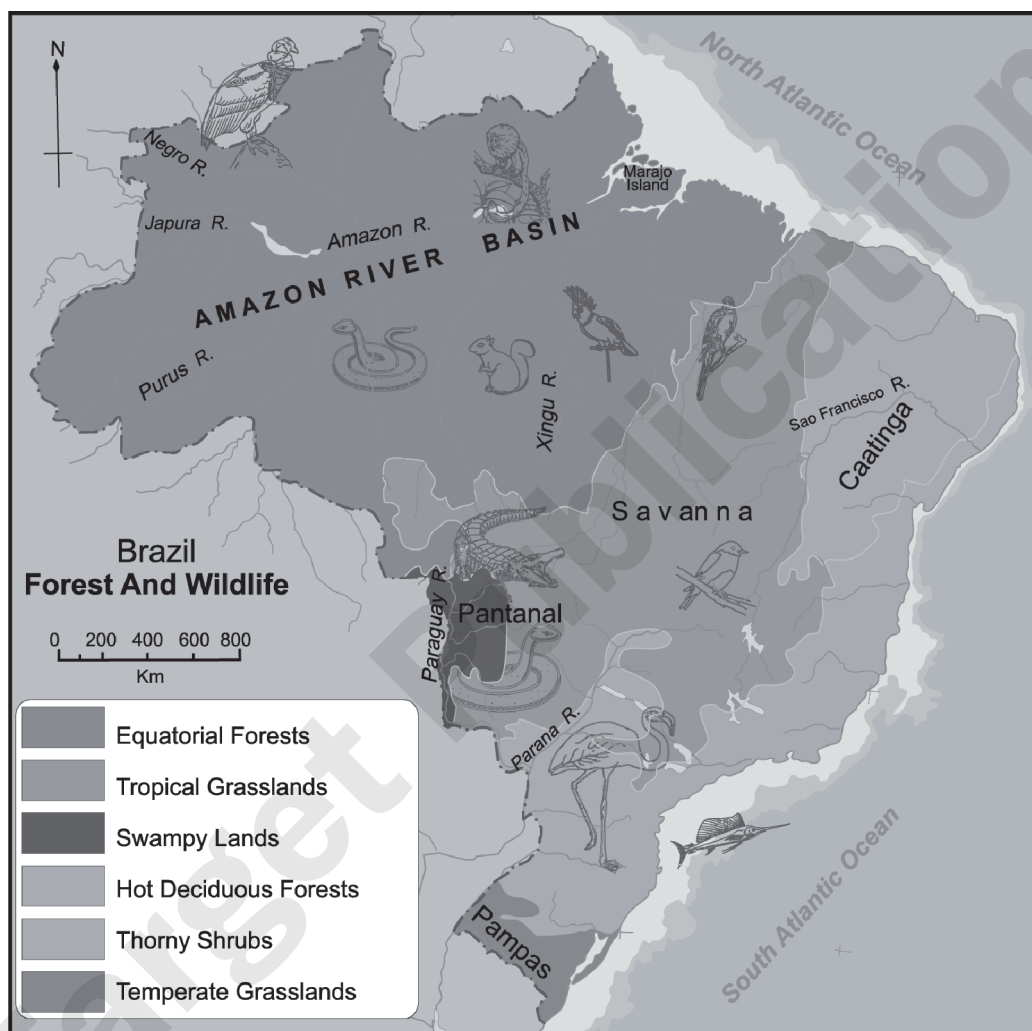 N
North Atlantic Ocean
Negro R.
Marajo
Island
Japura R.
Amazon R.
AMAZON RIVER BASIN
Purus R.
Xingu R.
Sao Francisco R.
Caatinga
Savanna
Brazil
Forest And Wildlife
Paraguay R.
Pantanal
0 200 400 600 800
Km
Parana R.
Equatorial Forests
Tropical Grasslands
Swampy Lands
Hot Deciduous Forests
Thorny Shrubs
Temperate Grasslands
Pampas
South Atlantic Ocean
Target Publication